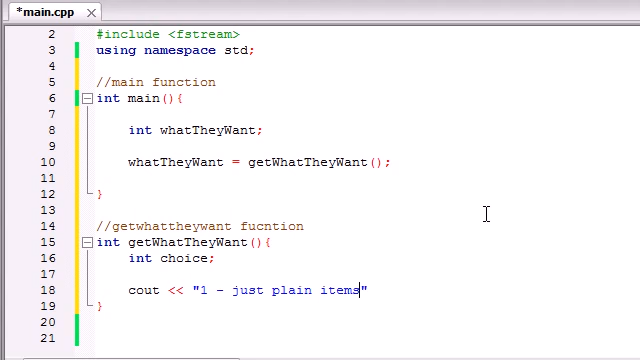 *main.cpp
2 #include <fstream>
3 using namespace std;
4
5 //main function
6 int main(){
7
8 int whatTheyWant;
9
10 whatTheyWant = getWhatTheyWant();
11
12 }
13
14 //getwhattheywant fucntion
15 int getWhatTheyWant(){
16 int choice;
17
18 cout << "1 - just plain items"
19 }
20
21